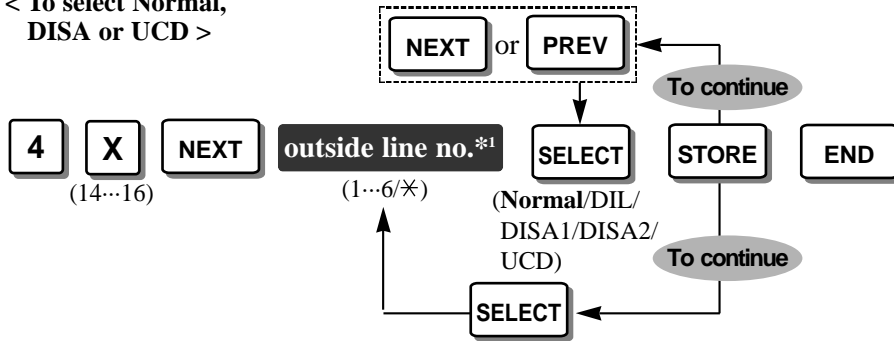 < To select Normal,
DISA or UCD >
NEXT or PREV
To continue
4 X NEXT outside line no.*1 SELECT STORE END
(14···16) (1···6/✳) (Normal/DIL/
DISA1/DISA2/
UCD)
To continue
SELECT